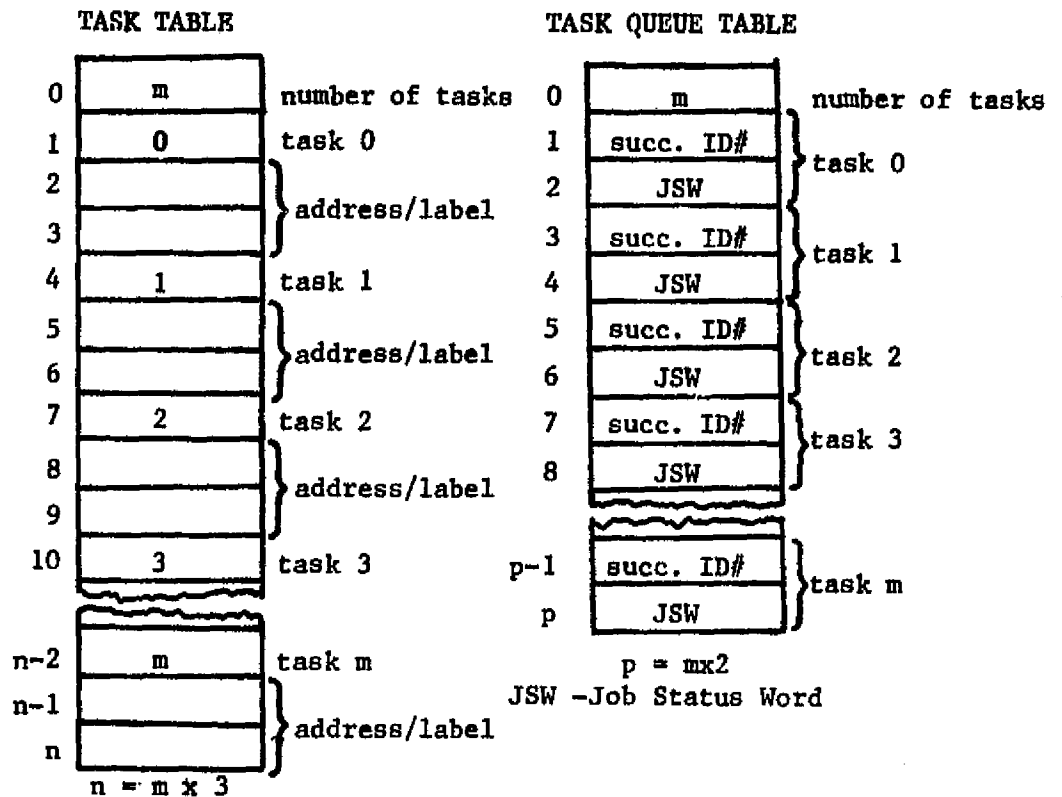 TASK TABLE
0 m number of tasks
1 0 task 0
2
3
address/label
4 1 task 1
5
6
address/label
7 2 task 2
8
9
address/label
10 3 task 3
n-2 m task m
n-1
n
address/label
n = m x 3
TASK QUEUE TABLE
0 m number of tasks
1 succ. ID#
2 JSW
task 0
3 succ. ID#
4 JSW
task 1
5 succ. ID#
6 JSW
task 2
7 succ. ID#
8 JSW
task 3
p-1 succ. ID#
p JSW
task m
p = mx2
JSW -Job Status Word